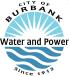 CITY OF
BURBANK
Water and Power
Since 1913